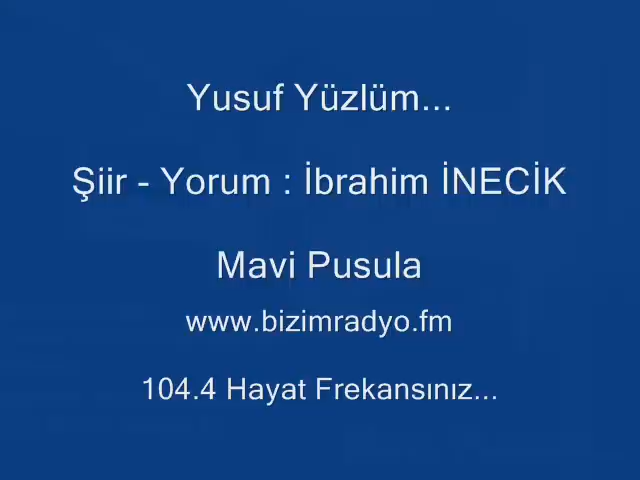 Yusuf Yüzlüm...
Şiir - Yorum : İbrahim İNECİK
Mavi Pusula
www.bizimradyo.fm
104.4 Hayat Frekansınız...